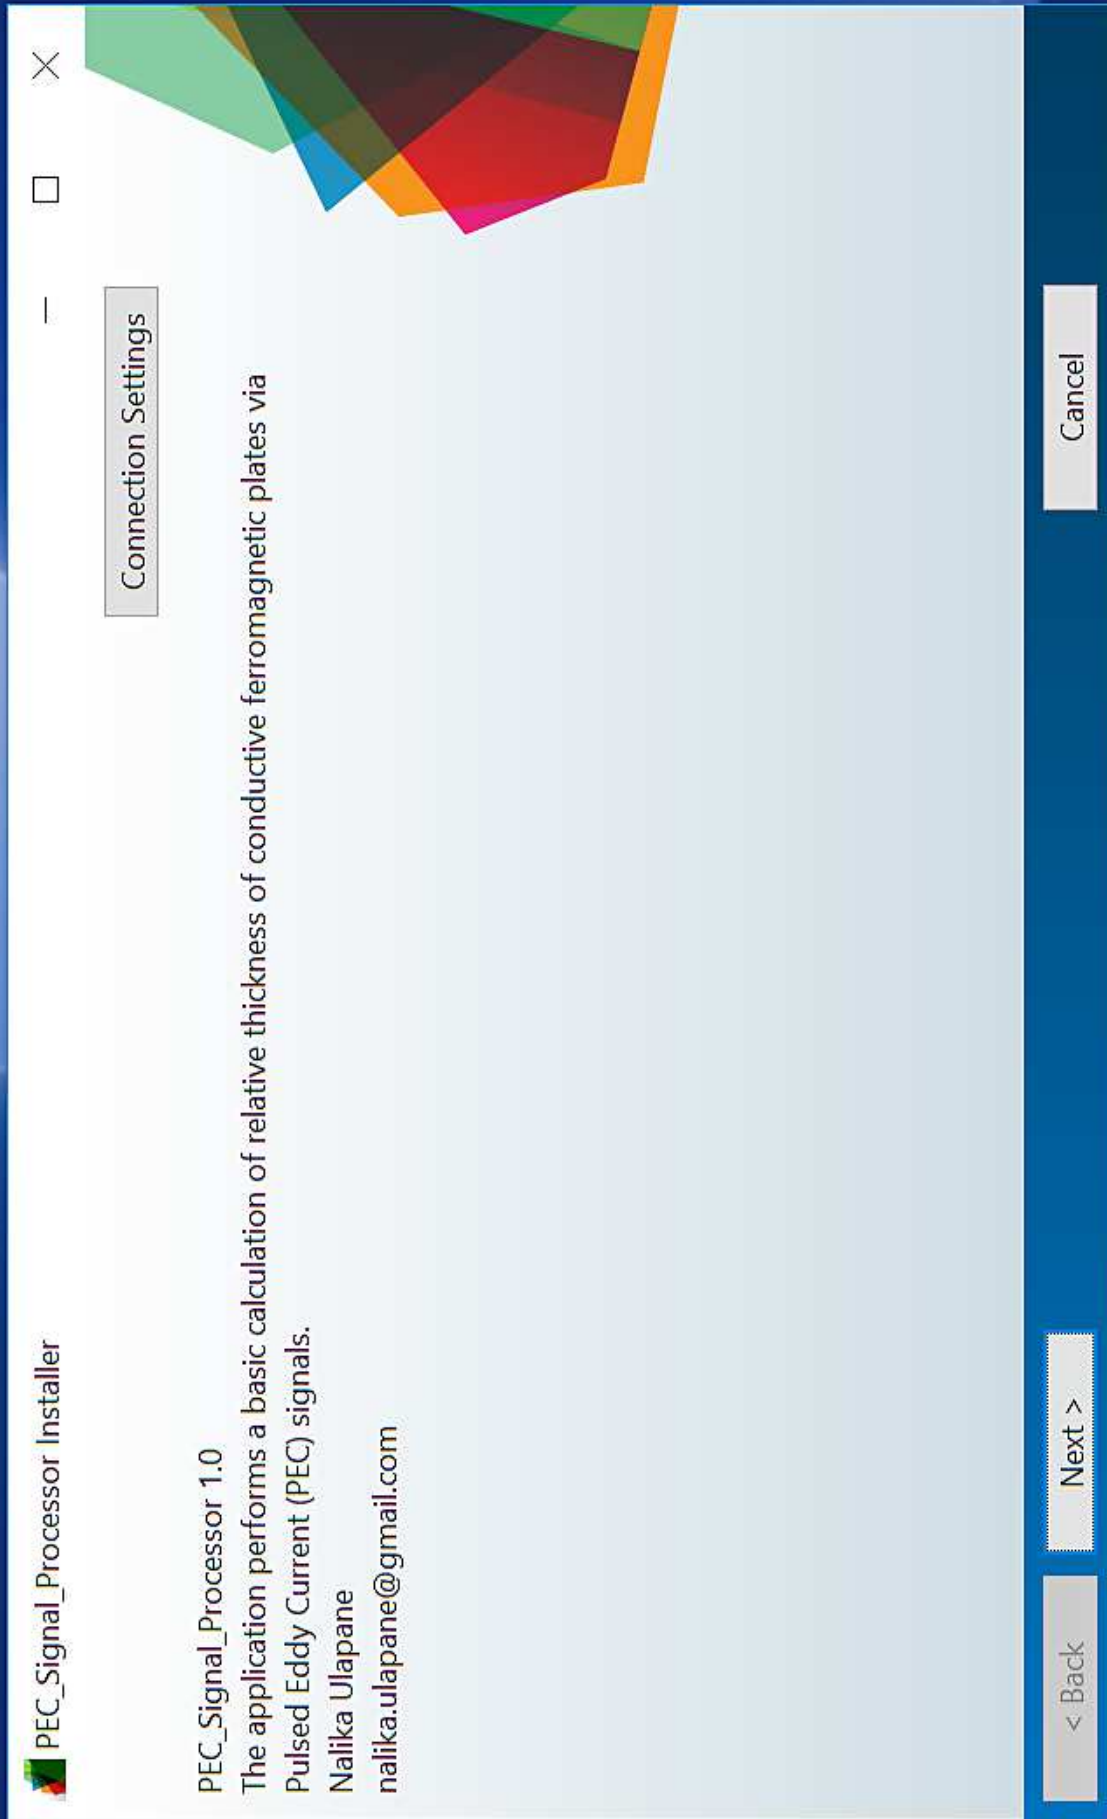 PEC_Signal_Processor Installer
Connection Settings
PEC_Signal_Processor 1.0
The application performs a basic calculation of relative thickness of conductive ferromagnetic plates via
Pulsed Eddy Current (PEC) signals.
Nalika Ulapane
nalika.ulapane@gmail.com
< Back
Next >
Cancel